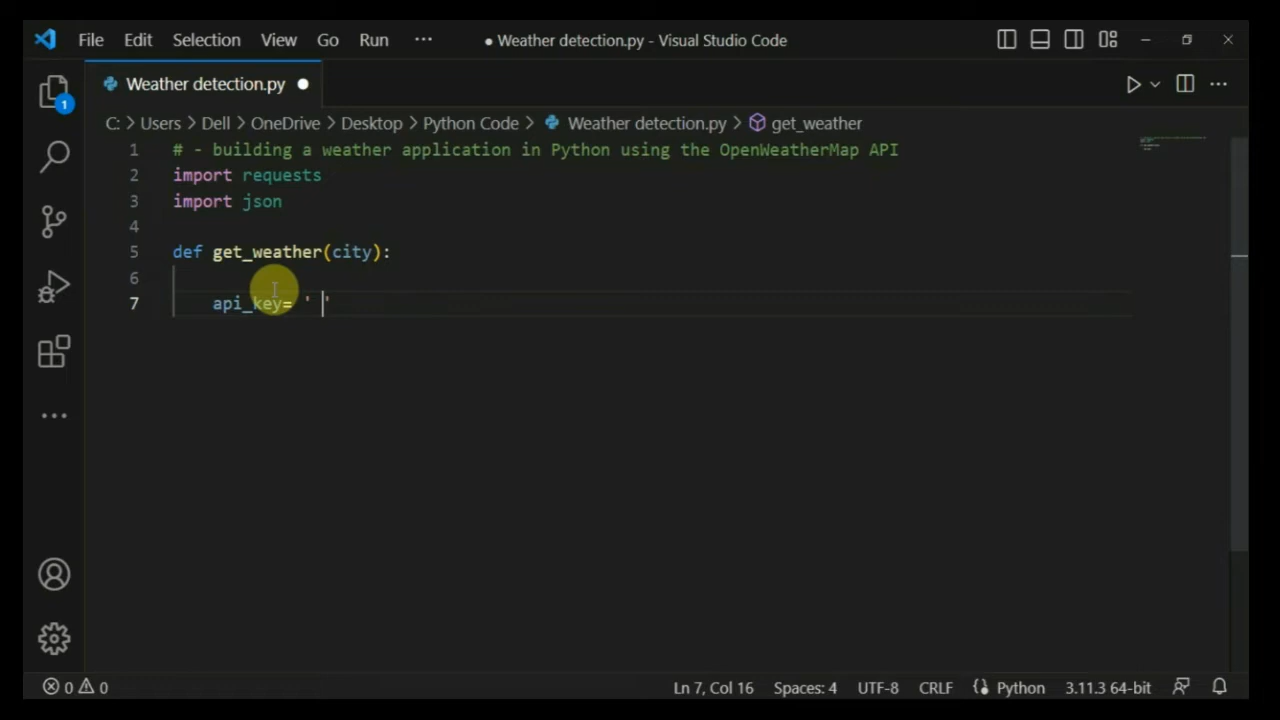 File Edit Selection View Go Run ··· ● Weather detection.py - Visual Studio Code
Weather detection.py ●
C: > Users > Dell > OneDrive > Desktop > Python Code > Weather detection.py > get_weather
1 # - building a weather application in Python using the OpenWeatherMap API
2 import requests
3 import json
4
5 def get_weather(city):
6
7 api_key= ' '
1
0 0 Ln 7, Col 16 Spaces: 4 UTF-8 CRLF Python 3.11.3 64-bit